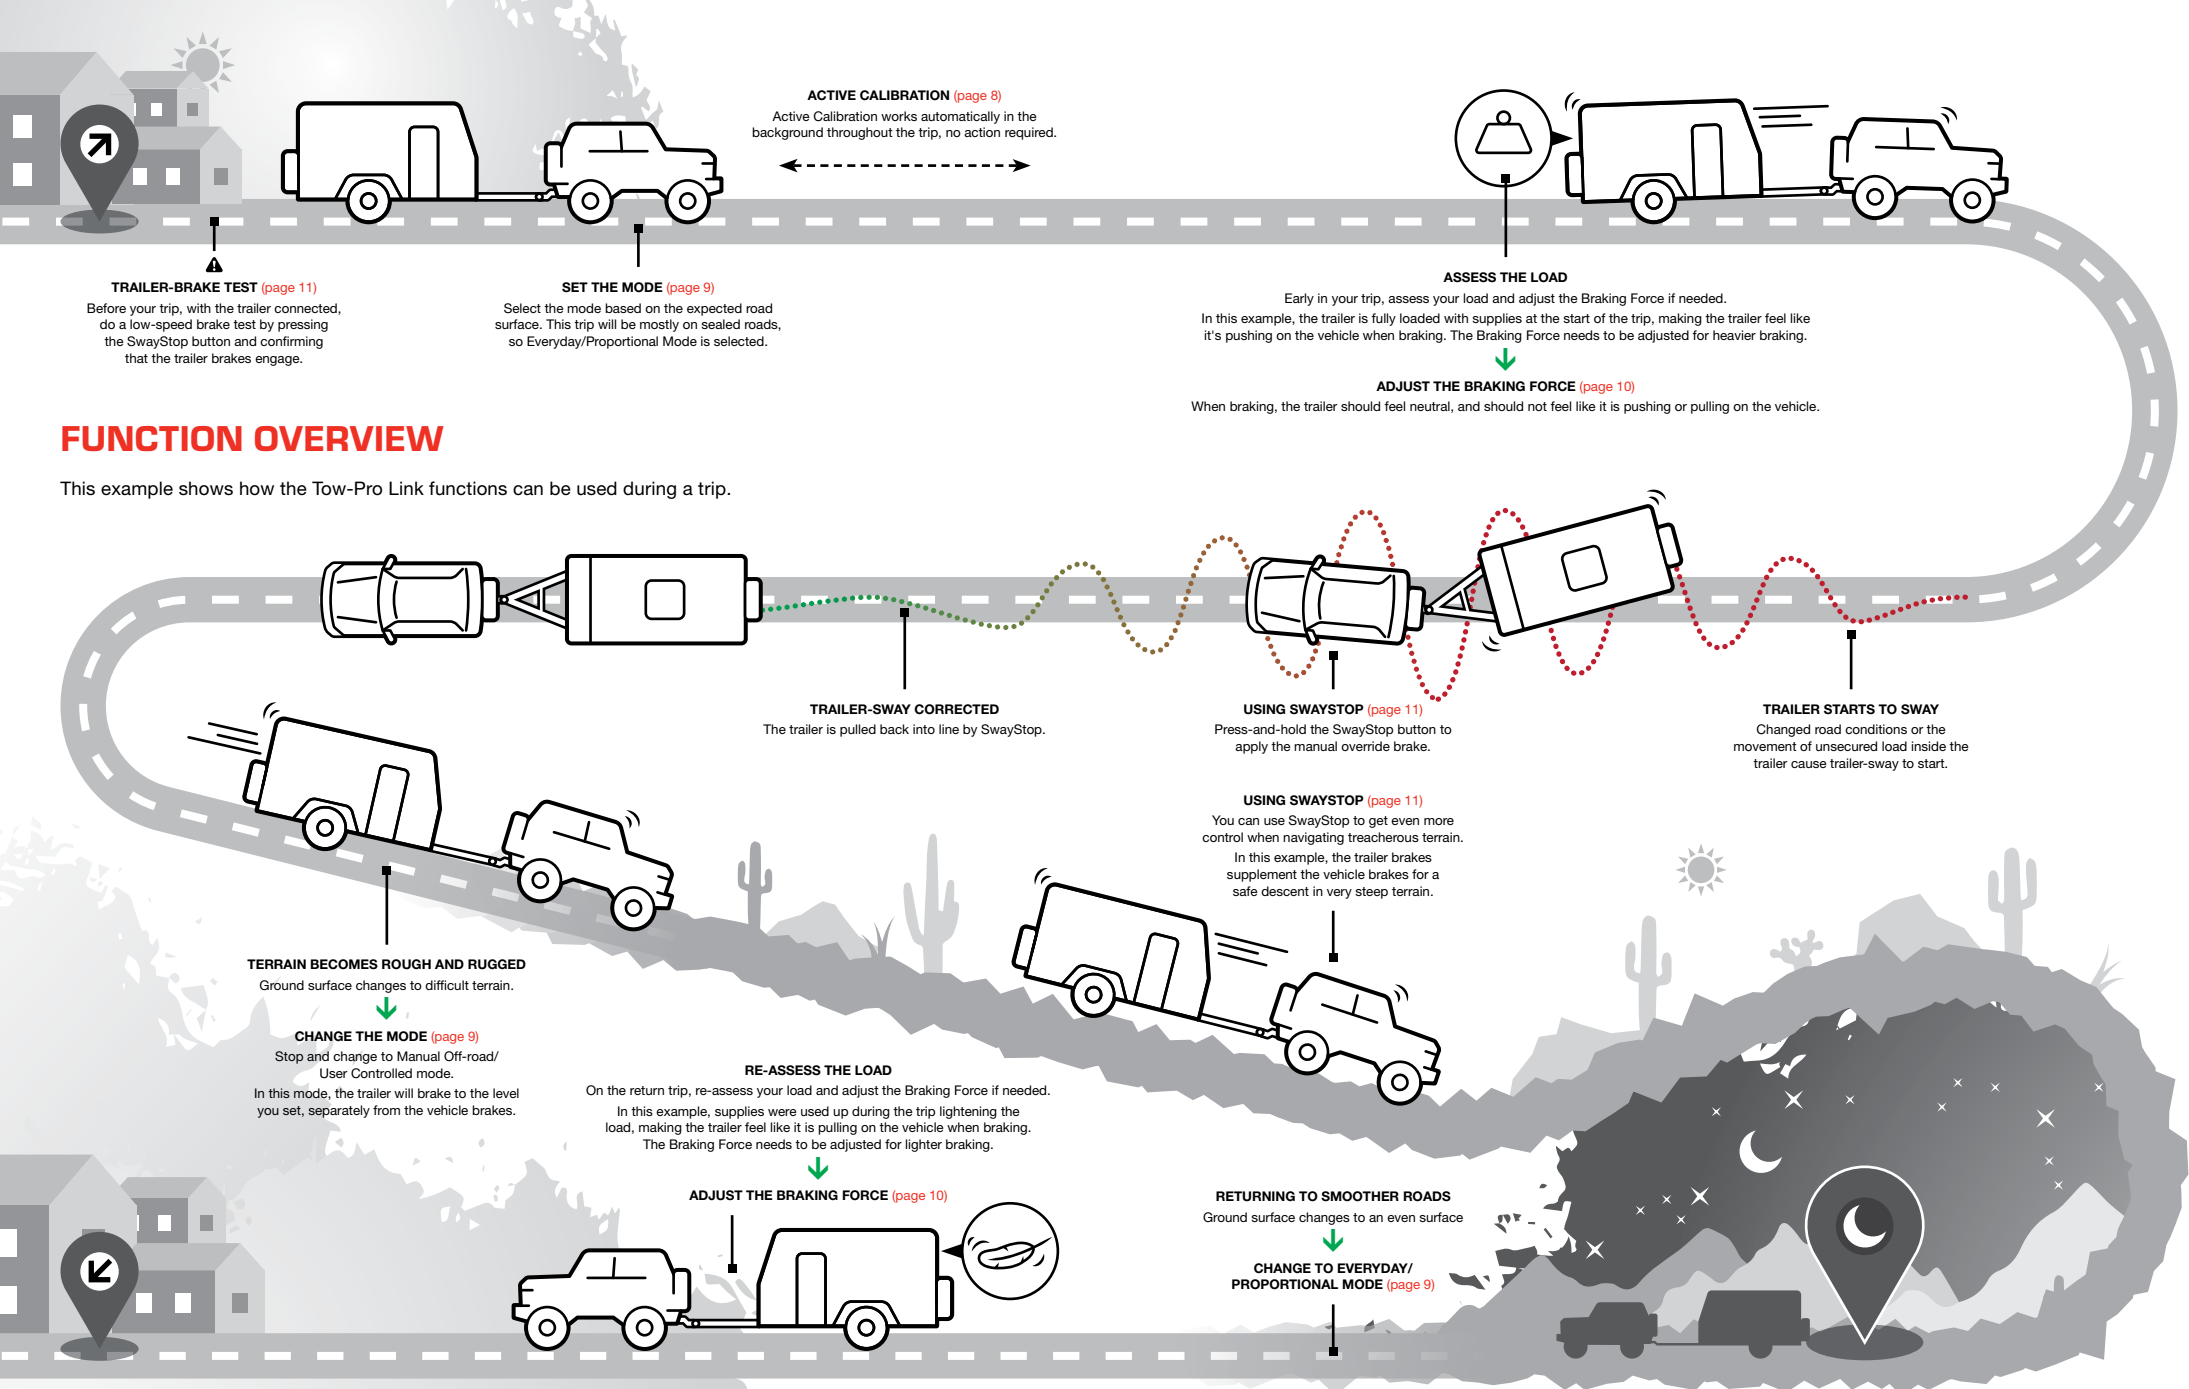 ACTIVE CALIBRATION (page 8)
Active Calibration works automatically in the
background throughout the trip, no action required.
TRAILER-BRAKE TEST (page 11)
Before your trip, with the trailer connected,
do a low-speed brake test by pressing
the SwayStop button and confirming
that the trailer brakes engage.
SET THE MODE (page 9)
Select the mode based on the expected road
surface. This trip will be mostly on sealed roads,
so Everyday/Proportional Mode is selected.
ASSESS THE LOAD
Early in your trip, assess your load and adjust the Braking Force if needed.
In this example, the trailer is fully loaded with supplies at the start of the trip, making the trailer feel like
it's pushing on the vehicle when braking. The Braking Force needs to be adjusted for heavier braking.
ADJUST THE BRAKING FORCE (page 10)
When braking, the trailer should feel neutral, and should not feel like it is pushing or pulling on the vehicle.
FUNCTION OVERVIEW
This example shows how the Tow-Pro Link functions can be used during a trip.
TRAILER STARTS TO SWAY
Changed road conditions or the
movement of unsecured load inside the
trailer cause trailer-sway to start.
USING SWAYSTOP (page 11)
Press-and-hold the SwayStop button to
apply the manual override brake.
TRAILER-SWAY CORRECTED
The trailer is pulled back into line by SwayStop.
TERRAIN BECOMES ROUGH AND RUGGED
Ground surface changes to difficult terrain.
CHANGE THE MODE (page 9)
Stop and change to Manual Off-road/
User Controlled mode.
In this mode, the trailer will brake to the level
you set, separately from the vehicle brakes.
USING SWAYSTOP (page 11)
You can use SwayStop to get even more
control when navigating treacherous terrain.
In this example, the trailer brakes
supplement the vehicle brakes for a
safe descent in very steep terrain.
RETURNING TO SMOOTHER ROADS
Ground surface changes to an even surface
CHANGE TO EVERYDAY/
PROPORTIONAL MODE (page 9)
RE-ASSESS THE LOAD
On the return trip, re-assess your load and adjust the Braking Force if needed.
In this example, supplies were used up during the trip lightening the
load, making the trailer feel like it is pulling on the vehicle when braking.
The Braking Force needs to be adjusted for lighter braking.
ADJUST THE BRAKING FORCE (page 10)